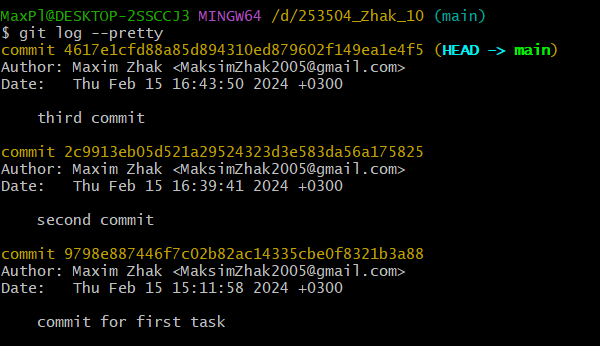 MaxPl@DESKTOP-2SSCCJ3 MINGW64 /d/253504_Zhak_10 (main)
$ git log --pretty
commit 4617e1cfd88a85d894310ed879602f149ea1e4f5 (HEAD -> main)
Author: Maxim Zhak <MaksimZhak2005@gmail.com>
Date:   Thu Feb 15 16:43:50 2024 +0300
    third commit
commit 2c9913eb05d521a29524323d3e583da56a175825
Author: Maxim Zhak <MaksimZhak2005@gmail.com>
Date:   Thu Feb 15 16:39:41 2024 +0300
    second commit
commit 9798e887446f7c02b82ac14335cbe0f8321b3a88
Author: Maxim Zhak <MaksimZhak2005@gmail.com>
Date:   Thu Feb 15 15:11:58 2024 +0300
    commit for first task